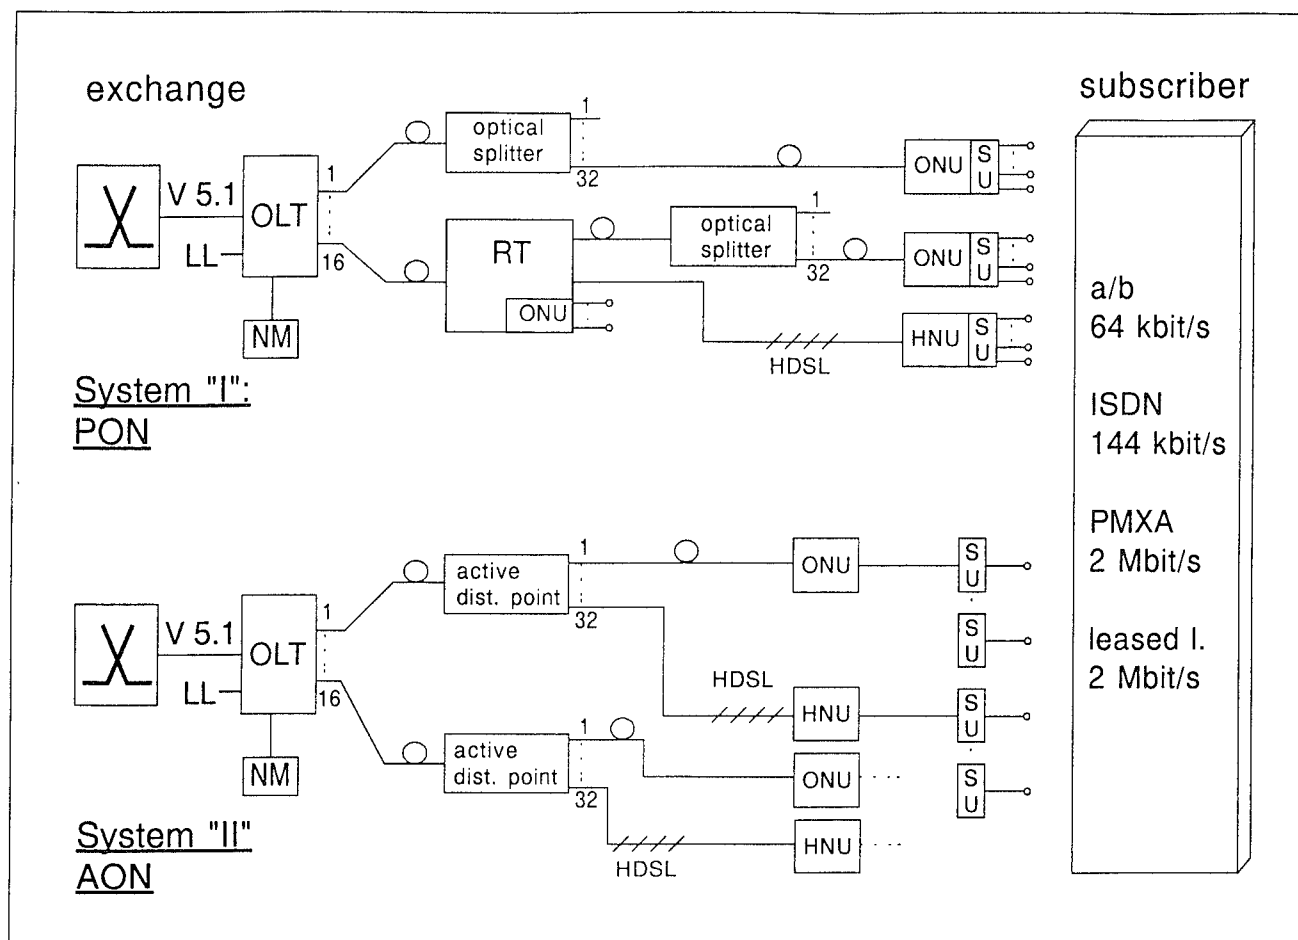 exchange
subscriber
1
optical
splitter
32
ONU
S
U
V 5.1
OLT
1
16
LL
NM
RT
ONU
optical
splitter
1
32
ONU
S
U
HDSL
HNU
S
U
System "I":
PON
a/b
64 kbit/s
ISDN
144 kbit/s
PMXA
2 Mbit/s
leased l.
2 Mbit/s
V 5.1
OLT
1
16
LL
NM
active
dist. point
1
32
ONU
S
U
S
U
HDSL
HNU
S
U
S
U
active
dist. point
1
32
ONU
HDSL
HNU
System "II"
AON